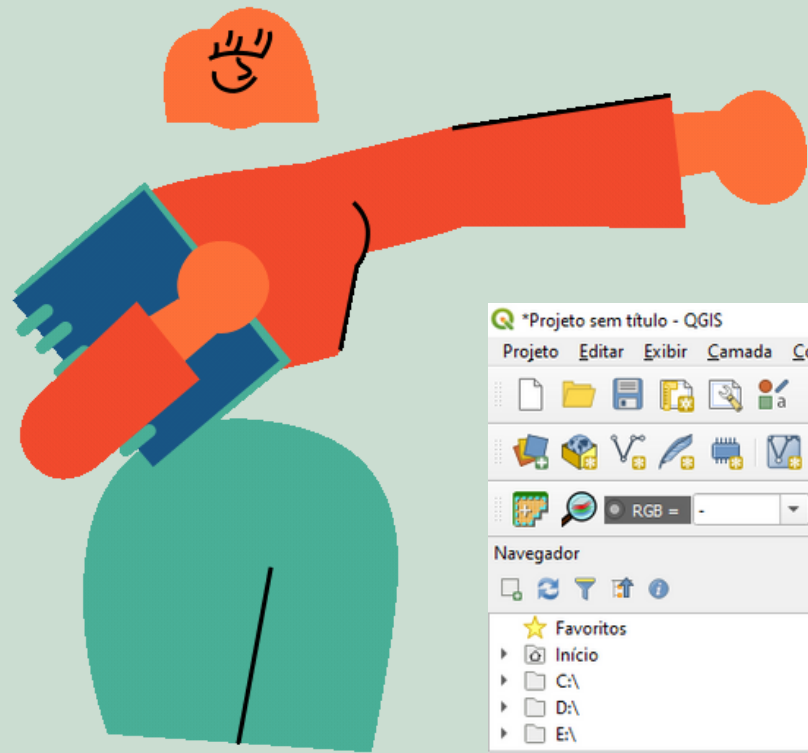 *Projeto sem título - QGIS
Projeto Editar Exibir Camada
a
RGB = -
Navegador
Favoritos
Início
C:\
D:\
E:\